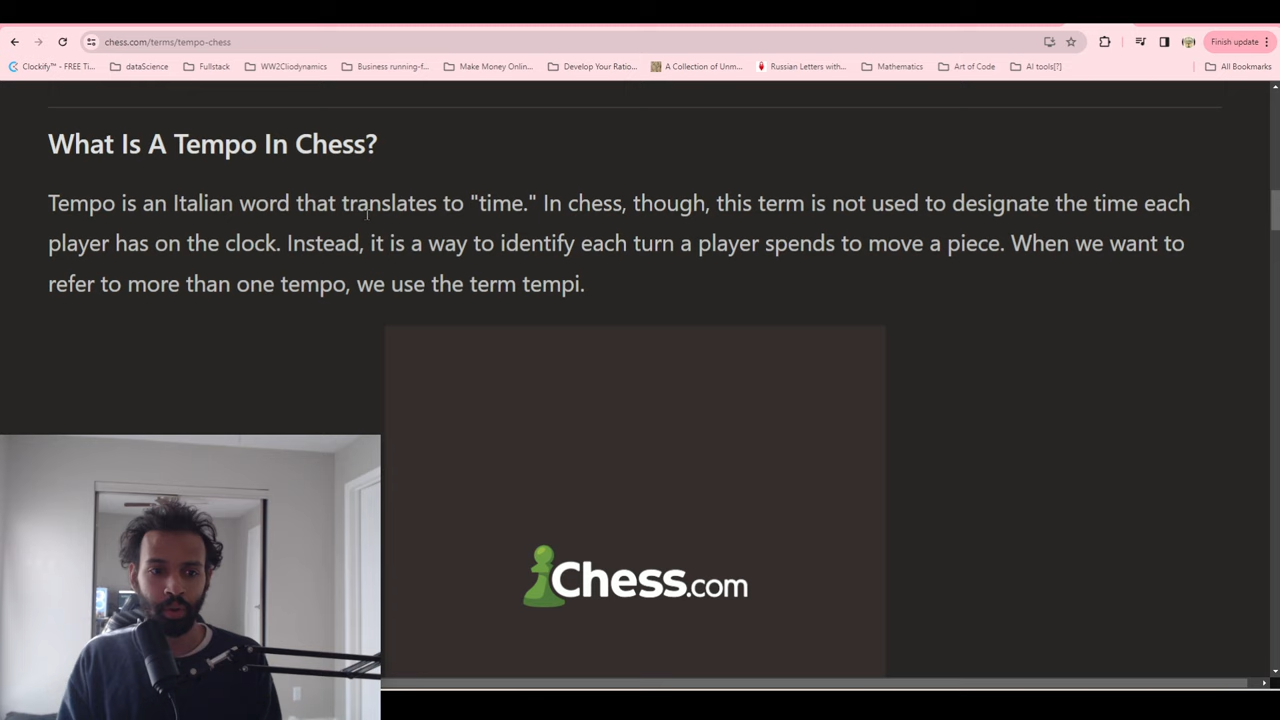 chess.com/terms/tempo-chess
Finish update
Clockify™ - FREE Ti...
dataScience
Fullstack
WW2Cliodynamics
Business running-f...
Make Money Onlin...
Develop Your Ratio...
A Collection of Unm...
Russian Letters with...
Mathematics
Art of Code
AI tools[?]
All Bookmarks
What Is A Tempo In Chess?
Tempo is an Italian word that translates to "time." In chess, though, this term is not used to designate the time each
player has on the clock. Instead, it is a way to identify each turn a player spends to move a piece. When we want to
refer to more than one tempo, we use the term tempi.
Chess.com